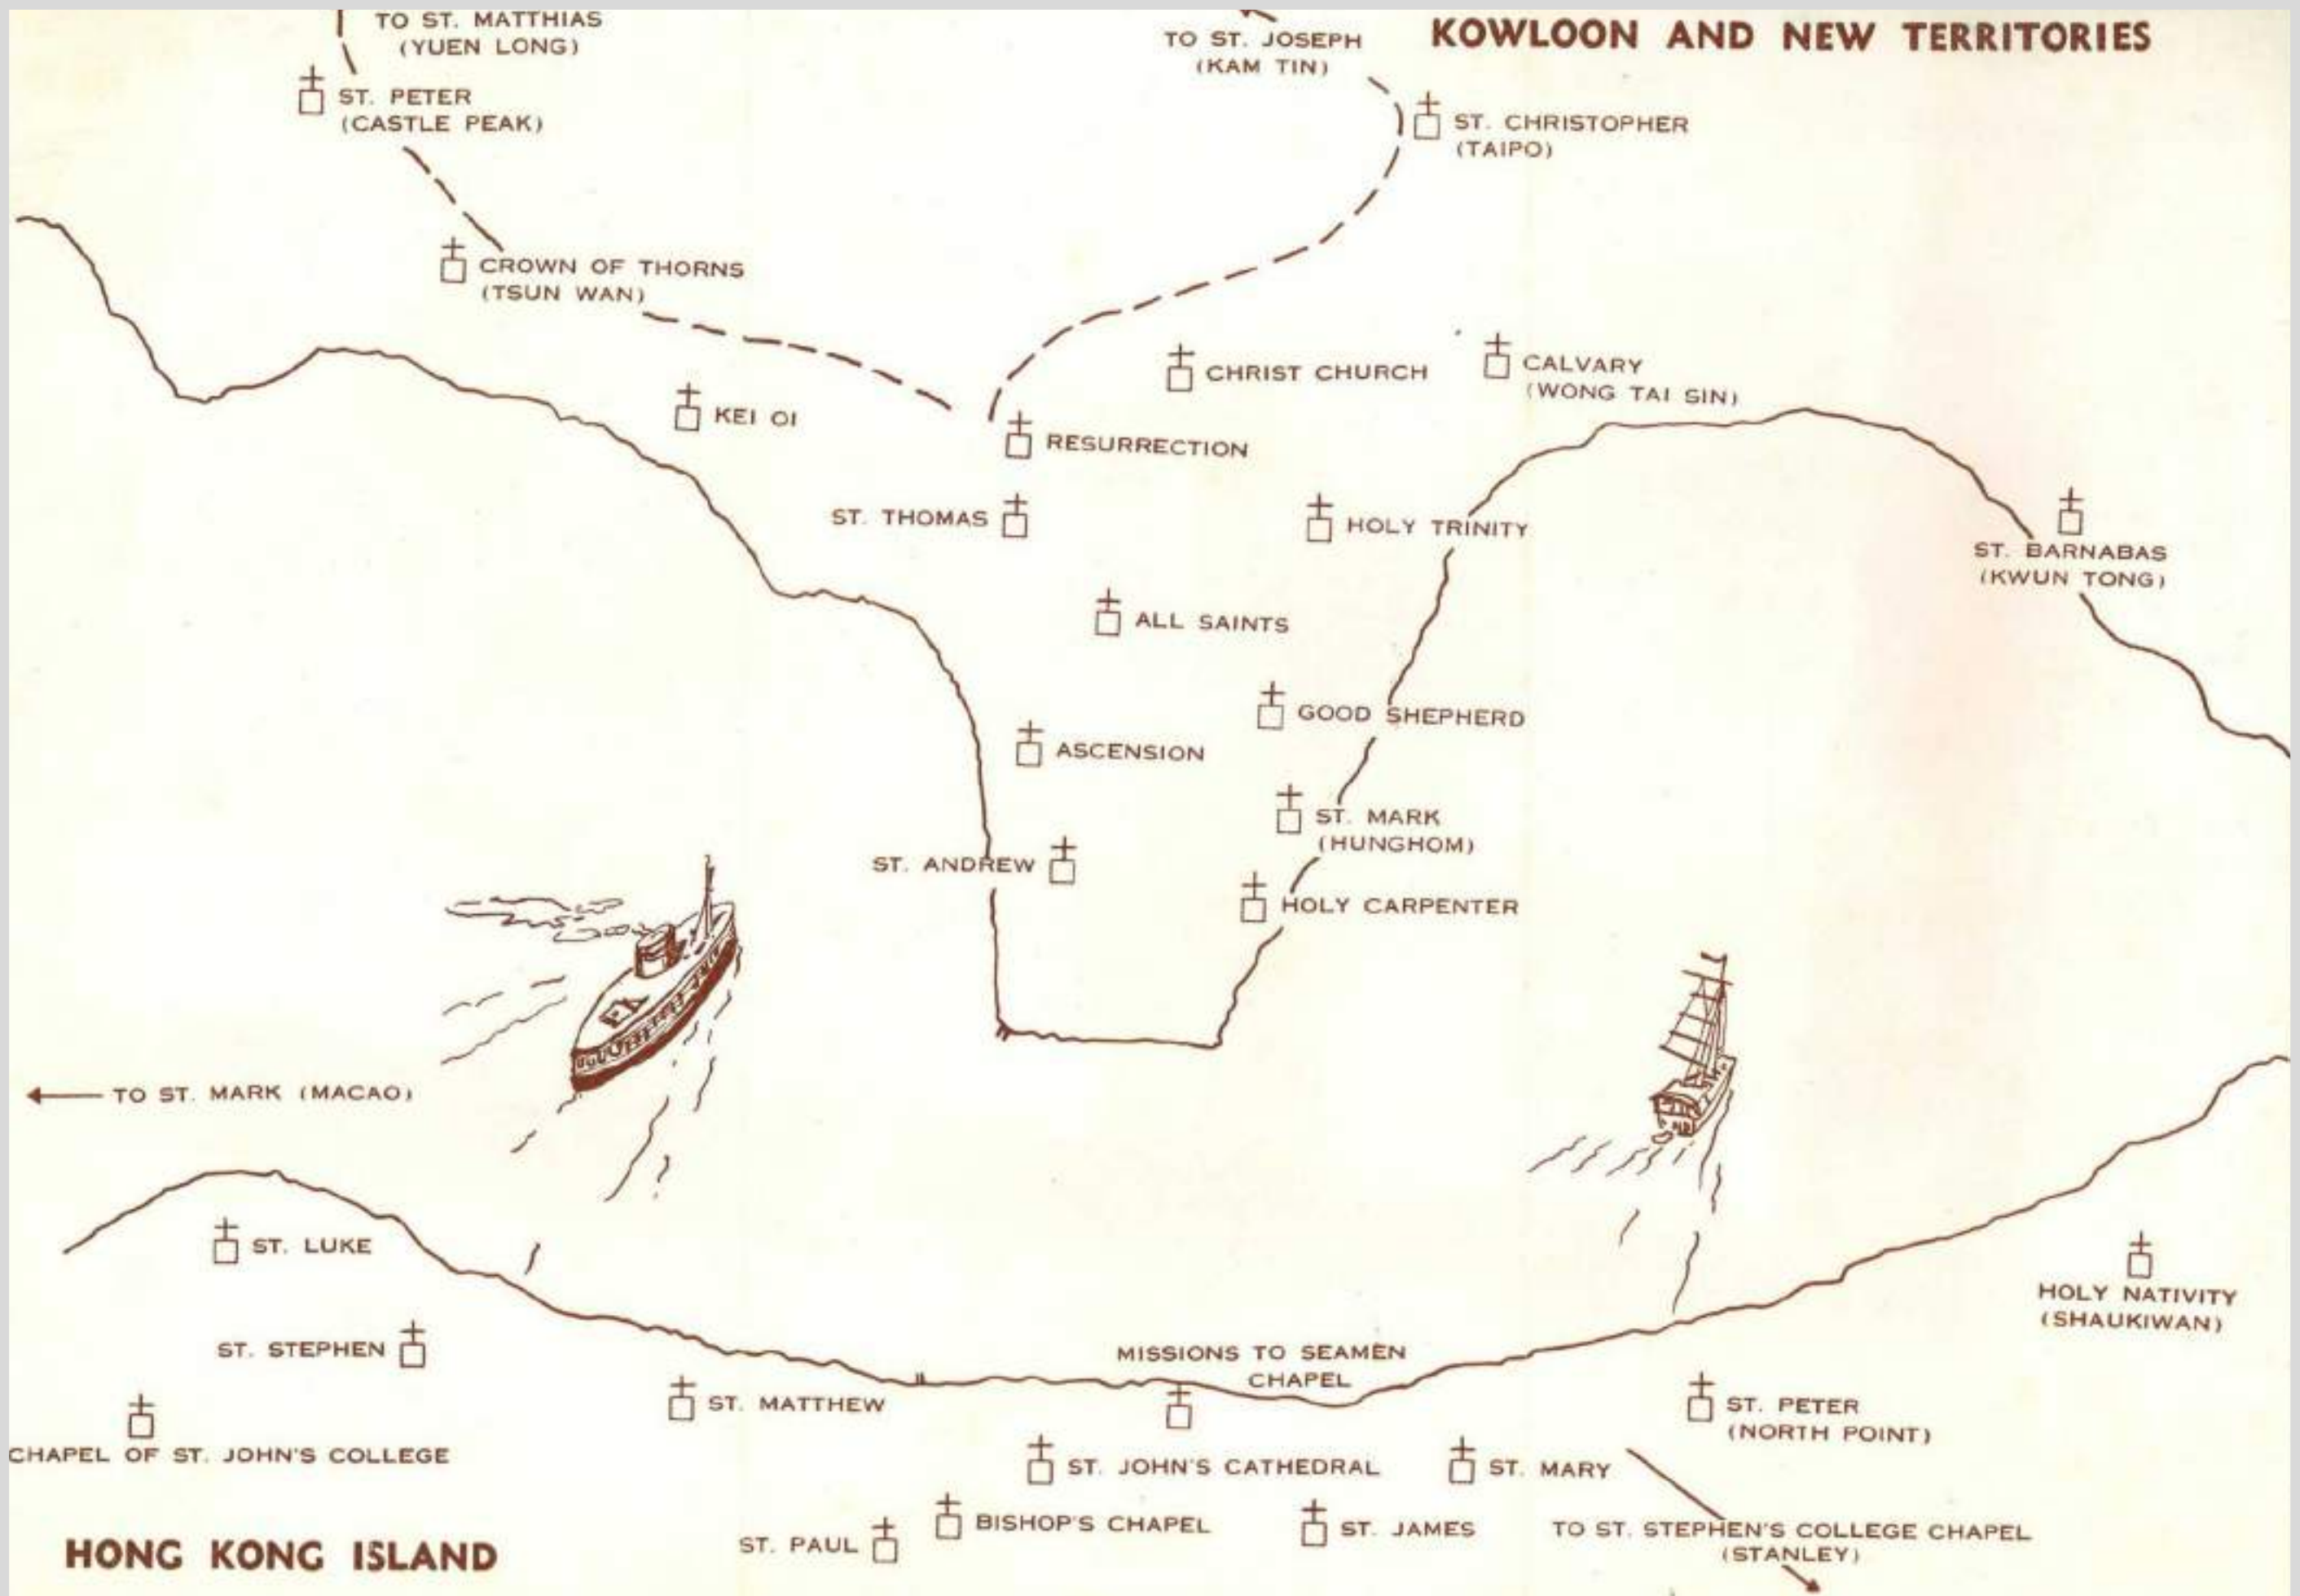 TO ST. MATTHIAS
(YUEN LONG)
TO ST. JOSEPH
(KAM TIN)
KOWLOON AND NEW TERRITORIES
ST. PETER
(CASTLE PEAK)
ST. CHRISTOPHER
(TAIPO)
CROWN OF THORNS
(TSUN WAN)
CHRIST CHURCH
CALVARY
(WONG TAI SIN)
KEI OI
RESURRECTION
ST. THOMAS
HOLY TRINITY
ST. BARNABAS
(KWUN TONG)
ALL SAINTS
GOOD SHEPHERD
ASCENSION
ST. MARK
(HUNGHOM)
ST. ANDREW
HOLY CARPENTER
TO ST. MARK (MACAO)
ST. LUKE
HOLY NATIVITY
(SHAUKIWAN)
ST. STEPHEN
MISSIONS TO SEAMEN
CHAPEL
ST. MATTHEW
ST. PETER
(NORTH POINT)
CHAPEL OF ST. JOHN'S COLLEGE
ST. JOHN'S CATHEDRAL
ST. MARY
BISHOP'S CHAPEL
ST. JAMES
TO ST. STEPHEN'S COLLEGE CHAPEL
(STANLEY)
ST. PAUL
HONG KONG ISLAND